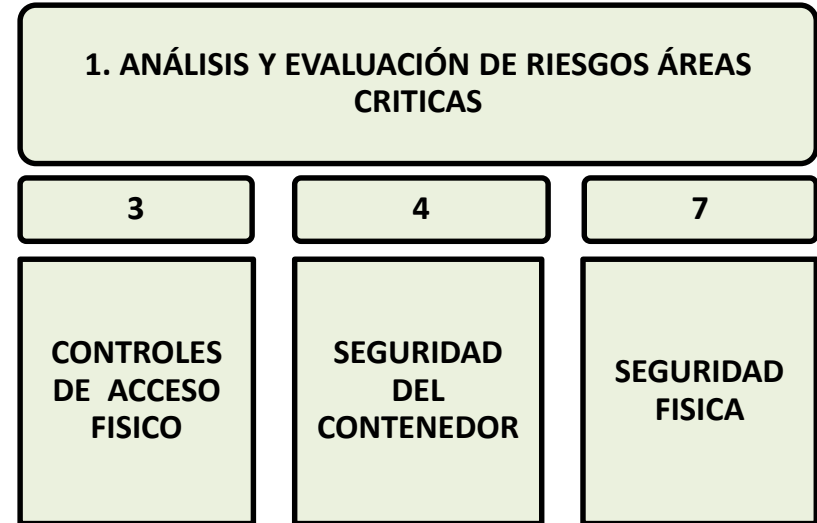 1. ANÁLISIS Y EVALUACIÓN DE RIESGOS ÁREAS
CRITICAS
3
4
7
CONTROLES
DE ACCESO
FISICO
SEGURIDAD
DEL
CONTENEDOR
SEGURIDAD
FISICA